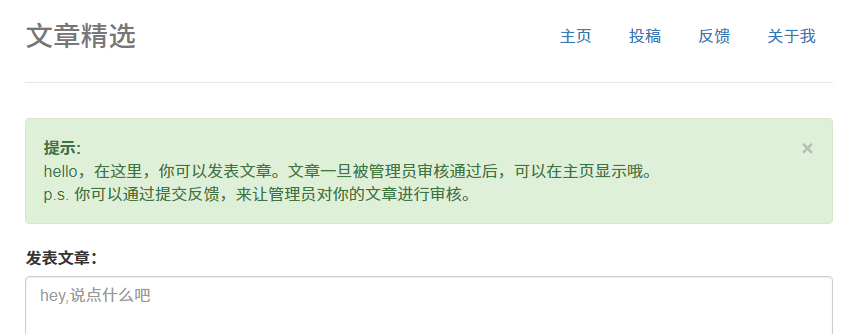 文章精选
主页 投稿 反馈 关于我
提示:
×
hello，在这里，你可以发表文章。文章一旦被管理员审核通过后，可以在主页显示哦。
p.s. 你可以通过提交反馈，来让管理员对你的文章进行审核。
发表文章：
hey,说点什么吧